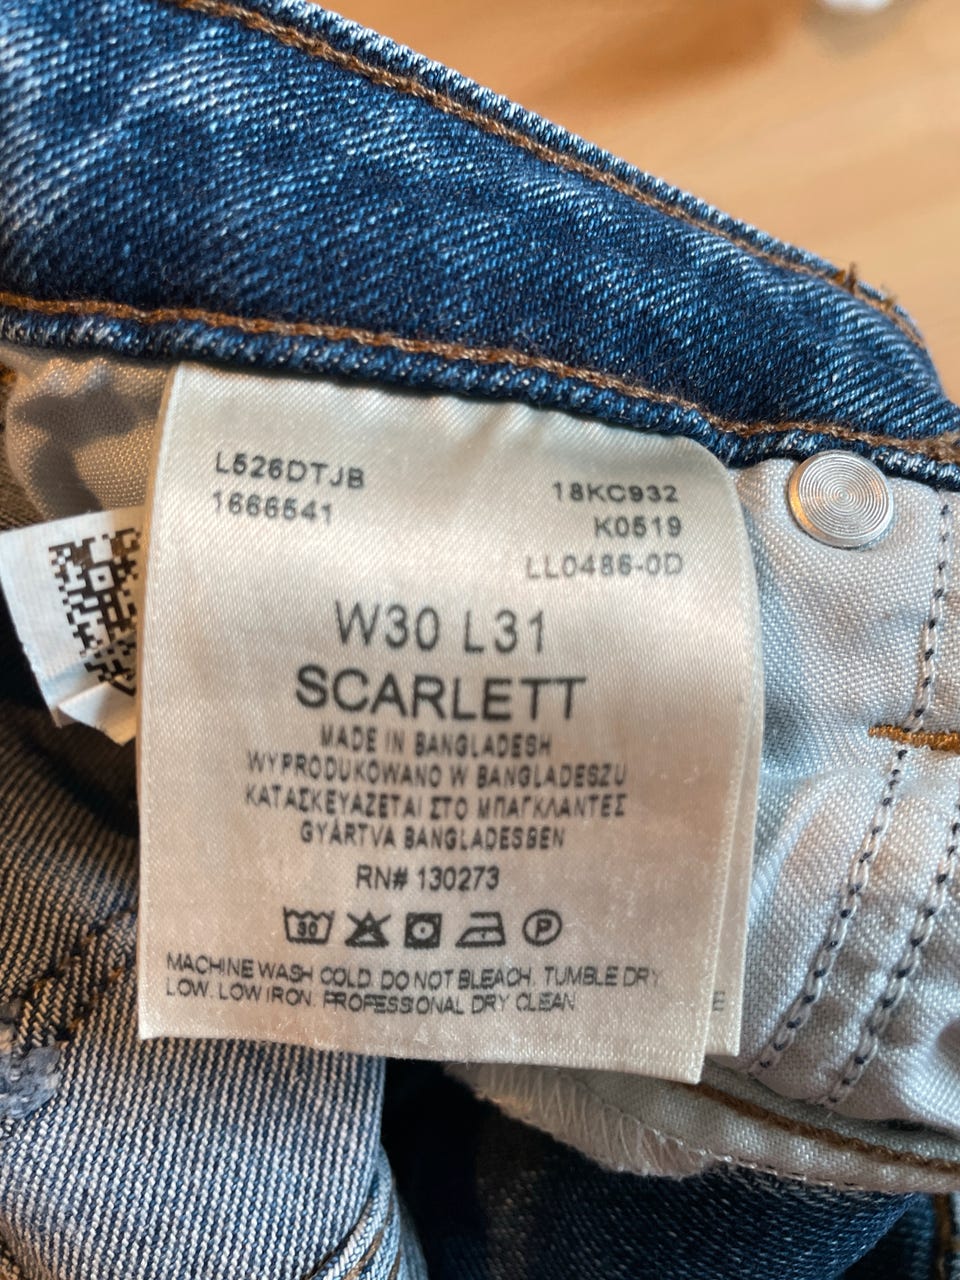 L526DTJB
1666541
18KC932
K0519
LL0486-0D
W30 L31
SCARLETT
MADE IN BANGLADESH
WYPRODUKOWANO W BANGLADESZU
ΚΑΤΑΣΚΕΥΑΖΕΤΑΙ ΣΤΟ ΜΠΑΓΚΛΑΝΤΕΣ
GYÁRTVA BANGLADESBEN
RN# 130273
30 P
MACHINE WASH COLD. DO NOT BLEACH. TUMBLE DRY
LOW. LOW IRON. PROFESSIONAL DRY CLEAN
E